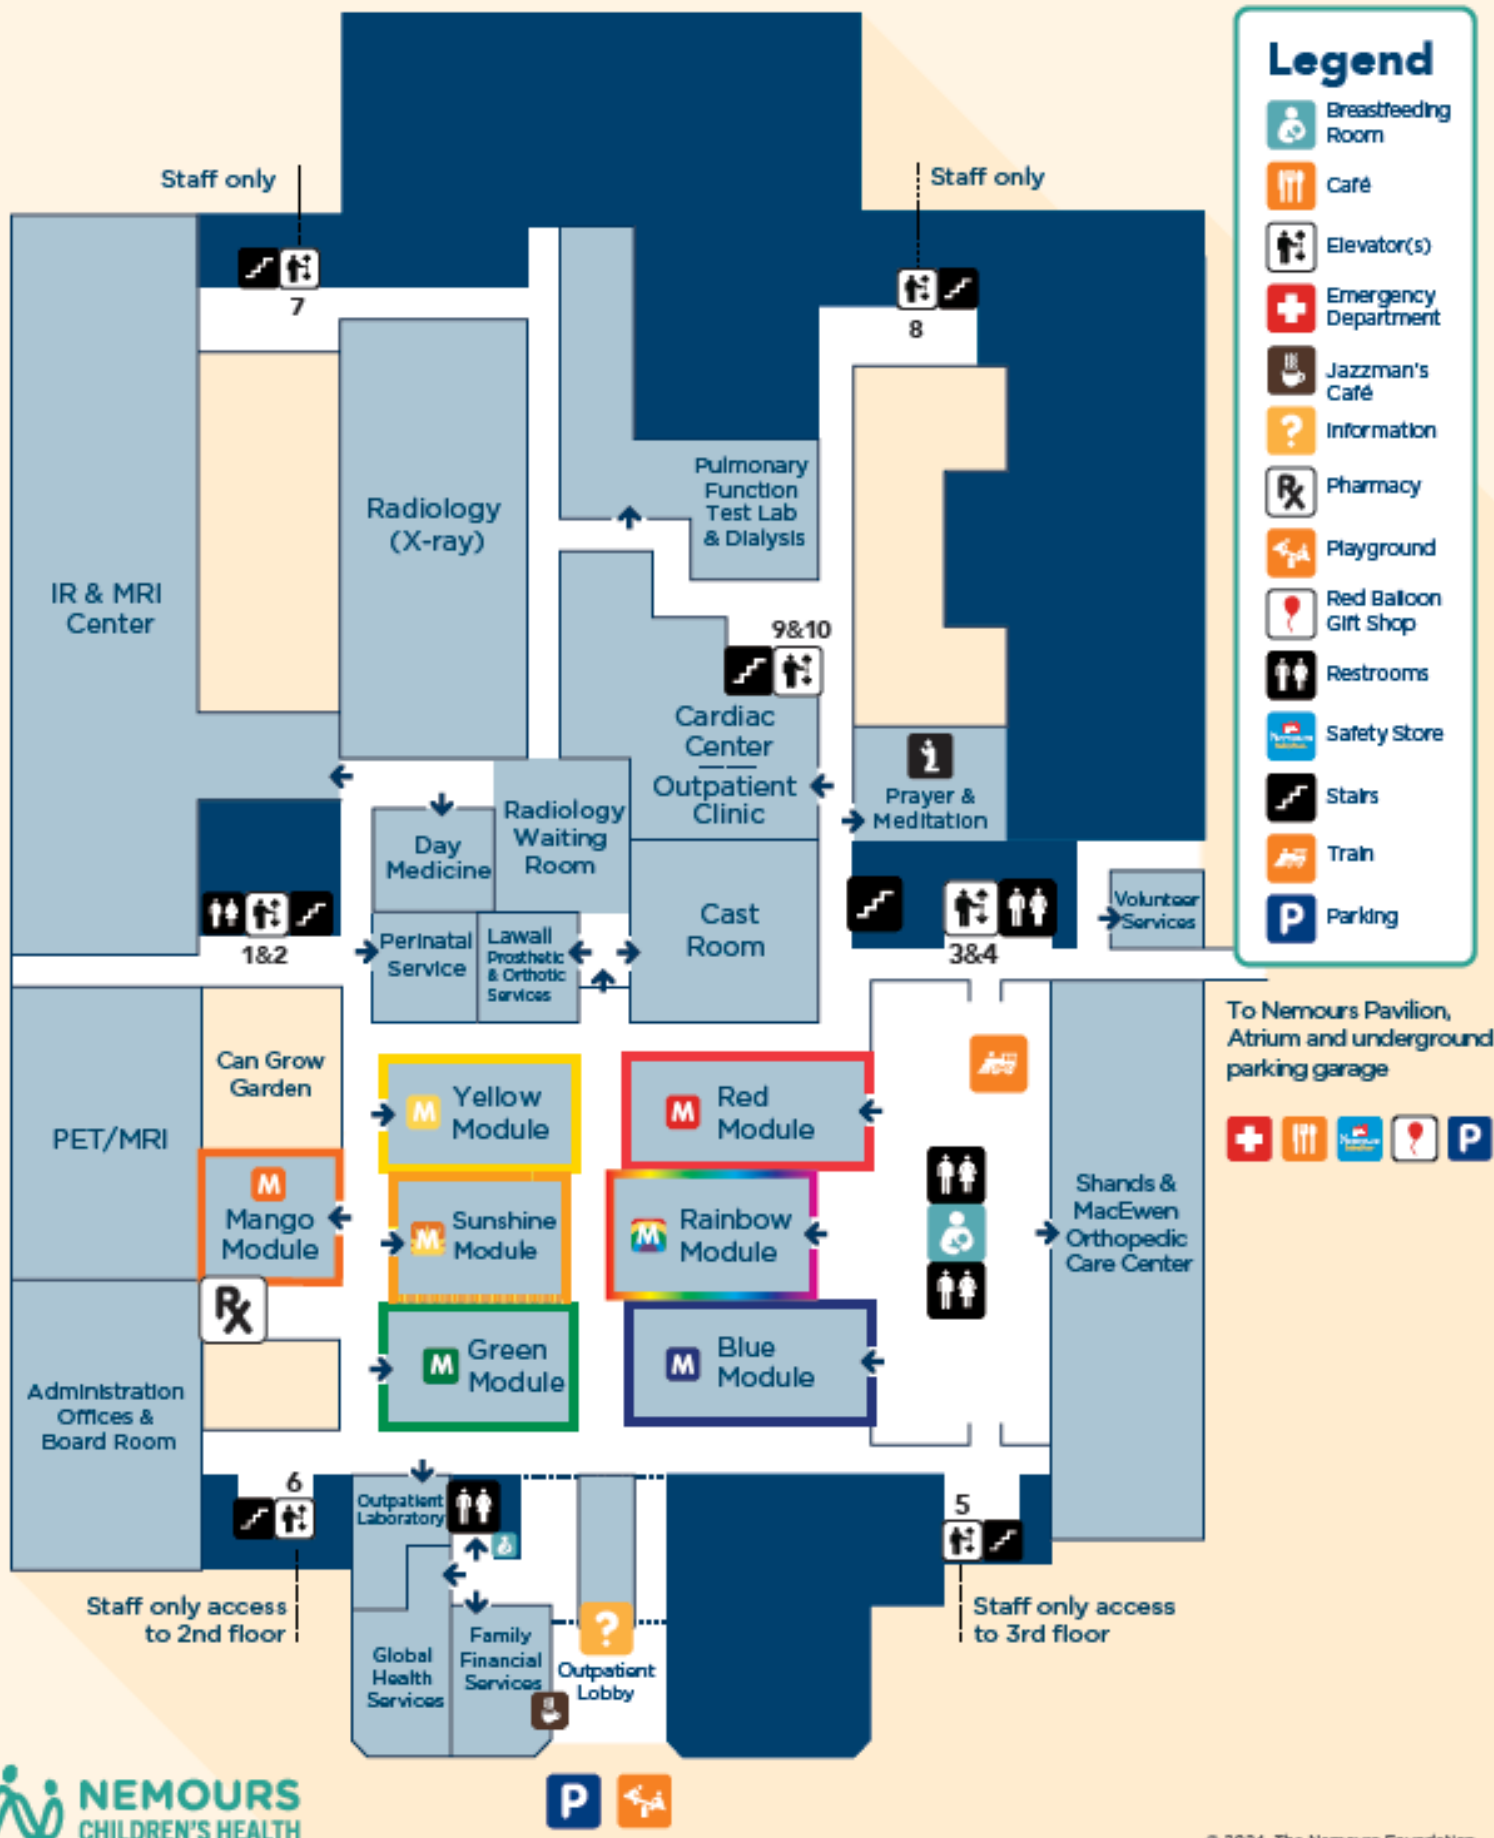 Legend
Breastfeeding
Room
Café
Elevator(s)
Emergency
Department
Jazzman's
Café
Information
Pharmacy
Playground
Red Balloon
Gift Shop
Restrooms
Safety Store
Stairs
Train
P
Parking
Staff only
7
Staff only
8
IR & MRI
Center
Radiology
(X-ray)
Pulmonary
Function
Test Lab
& Dialysis
9&10
Cardiac
Center
Outpatient
Clinic
Prayer &
Meditation
Day
Medicine
Radiology
Waiting
Room
Cast
Room
Volunteer
Services
1&2
3&4
Perinatal
Service
Lawall
Prosthetic
& Orthotic
Services
To Nemours Pavilion,
Atrium and underground
parking garage
P
PET/MRI
Can Grow
Garden
M
Yellow
Module
M
Red
Module
M
Mango
Module
M
Sunshine
Module
M
Rainbow
Module
Shands &
MacEwen
Orthopedic
Care Center
Rx
M
Green
Module
M
Blue
Module
Administration
Offices &
Board Room
6
Outpatient
Laboratory
5
Staff only access
to 2nd floor
Staff only access
to 3rd floor
Global
Health
Services
Family
Financial
Services
?
Outpatient
Lobby
P
NEMOURS
CHILDREN'S HEALTH
© 2024. The Nemours Foundation